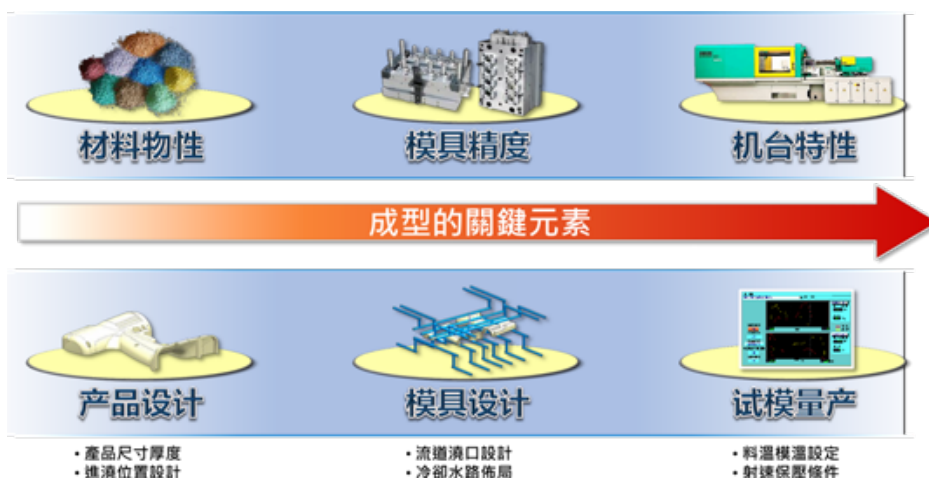 材料物性
模具精度
机台特性
成型的關鍵元素
产品设计
模具设计
试模量产
・產品尺寸厚度
・進澆位置設計
・流道澆口設計
・冷卻水路佈局
・料溫模溫設定
・射速保壓條件